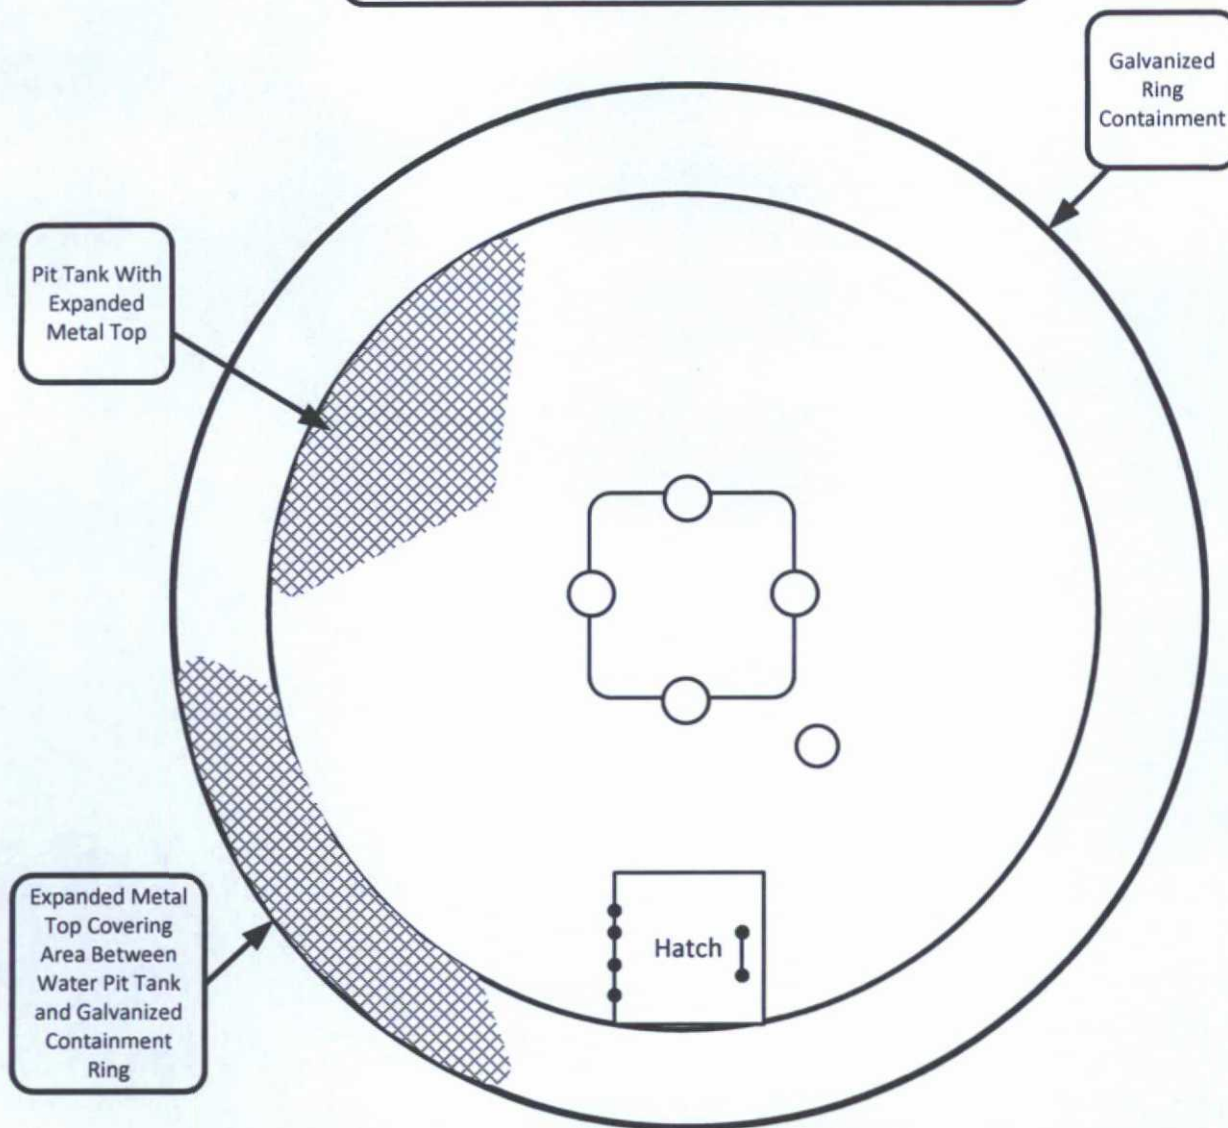 Galvanized
Ring
Containment
Pit Tank With
Expanded
Metal Top
Expanded Metal
Top Covering
Area Between
Water Pit Tank
and Galvanized
Containment
Ring
Hatch